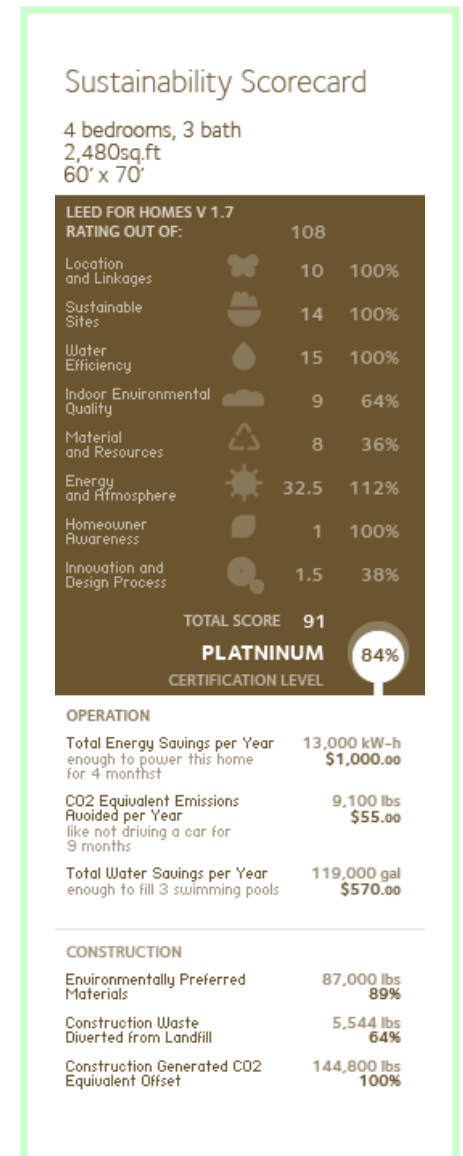 Sustainability Scorecard
4 bedrooms, 3 bath
2,480sq.ft
60' x 70'
LEED FOR HOMES V 1.7
RATING OUT OF: 108
Location
and Linkages 10 100%
Sustainable
Sites 14 100%
Water
Efficiency 15 100%
Indoor Environmental
Quality 9 64%
Material
and Resources 8 36%
Energy
and Atmosphere 32.5 112%
Homeowner
Awareness 1 100%
Innovation and
Design Process 1.5 38%
TOTAL SCORE 91
PLATNINUM 84%
CERTIFICATION LEVEL
OPERATION
Total Energy Savings per Year 13,000 kW-h
enough to power this home $1,000.00
for 4 monthst
CO2 Equivalent Emissions 9,100 lbs
Avoided per Year $55.00
like not driving a car for
9 months
Total Water Savings per Year 119,000 gal
enough to fill 3 swimming pools $570.00
CONSTRUCTION
Environmentally Preferred 87,000 lbs
Materials 89%
Construction Waste 5,544 lbs
Diverted from Landfill 64%
Construction Generated CO2 144,800 lbs
Equivalent Offset 100%